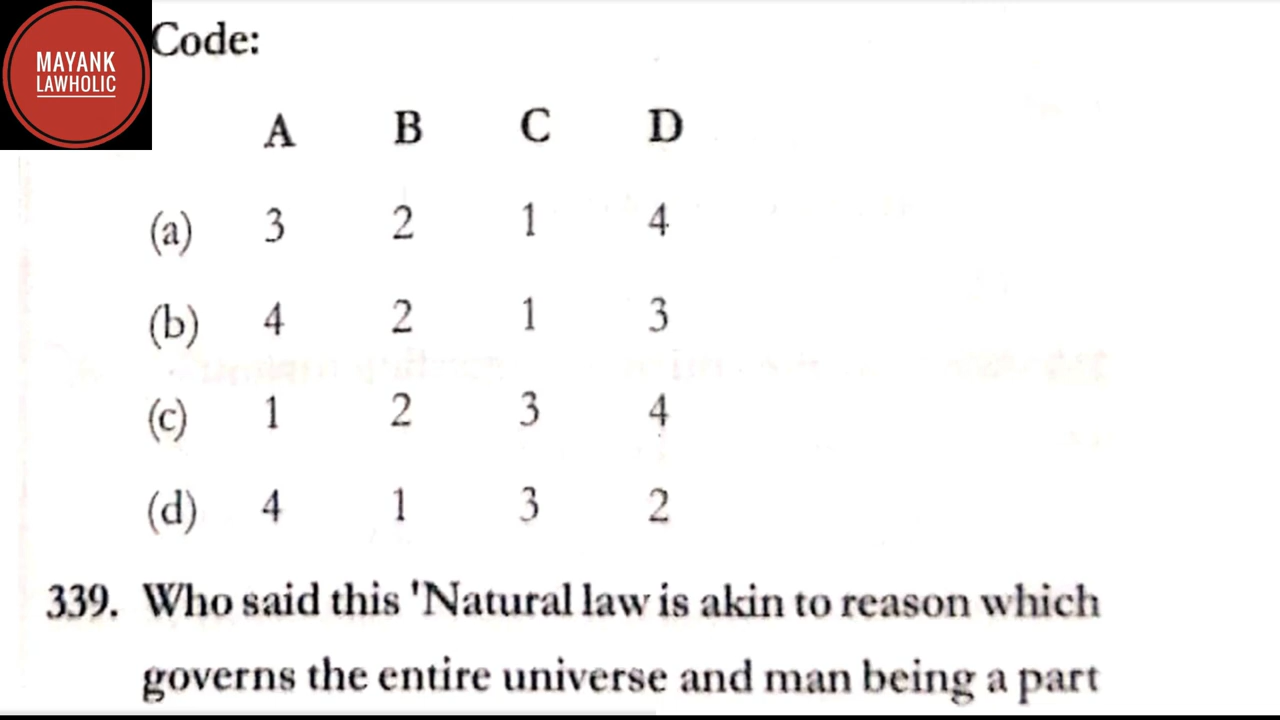 MAYANK
LAWHOLIC
Code:
A B C D
(a) 3 2 1 4
(b) 4 2 1 3
(c) 1 2 3 4
(d) 4 1 3 2
339. Who said this 'Natural law is akin to reason which
governs the entire universe and man being a part